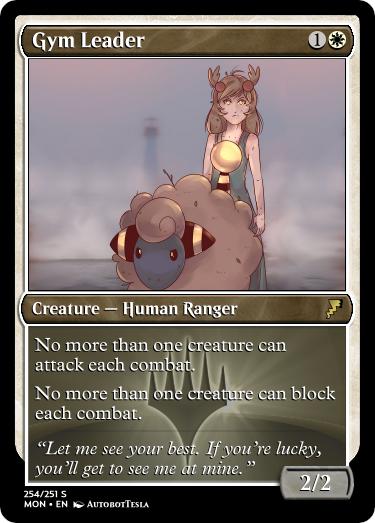 Gym Leader 1
Creature — Human Ranger
No more than one creature can
attack each combat.
No more than one creature can block
each combat.
“Let me see your best. If you’re lucky,
you’ll get to see me at mine.”
2/2
254/251 S
MON • EN AutobotTesla